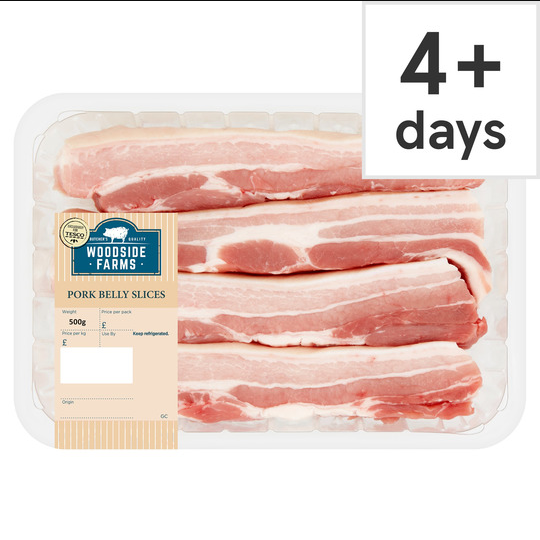 4+
days
EXCLUSIVELY
FOR
TESCO
BUTCHER'S QUALITY
WOODSIDE
· FARMS ·
PORK BELLY SLICES
Weight
500g
Price per pack
£
Price per kg
£
Use By
Keep refrigerated.
Origin
GC